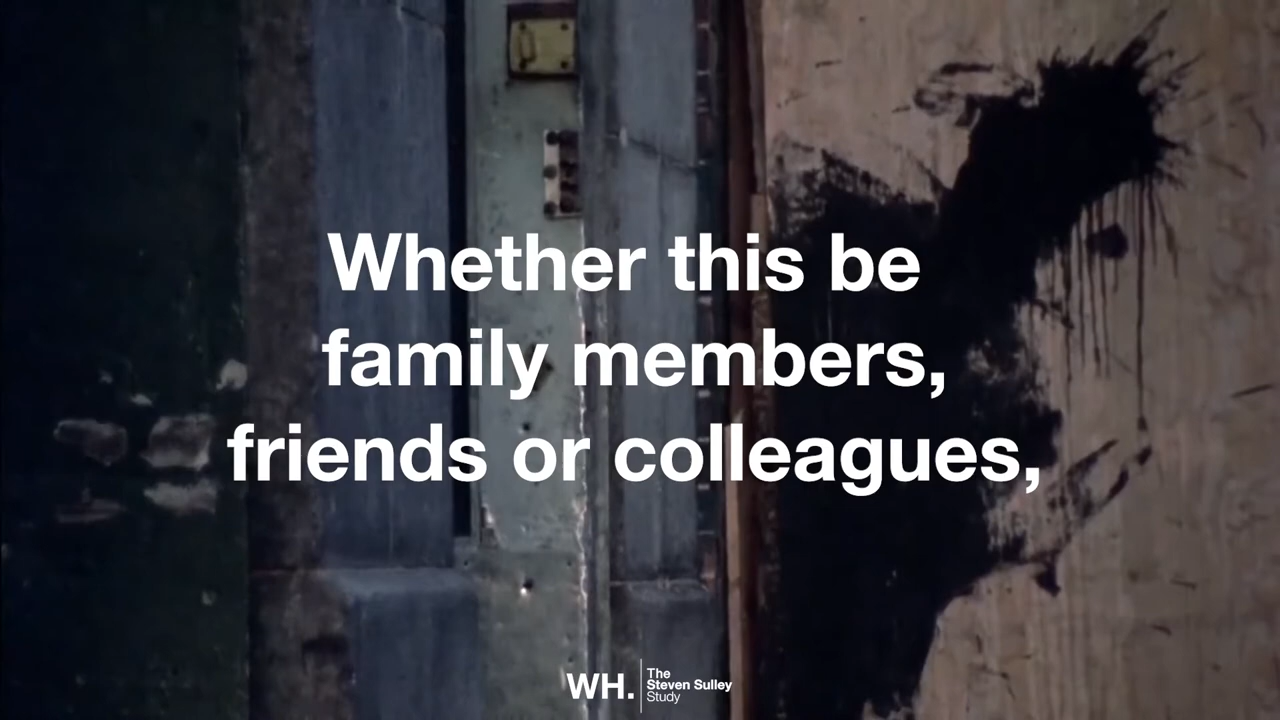 Whether this be
family members,
friends or colleagues,
WH.
The
Steven Sulley
Study